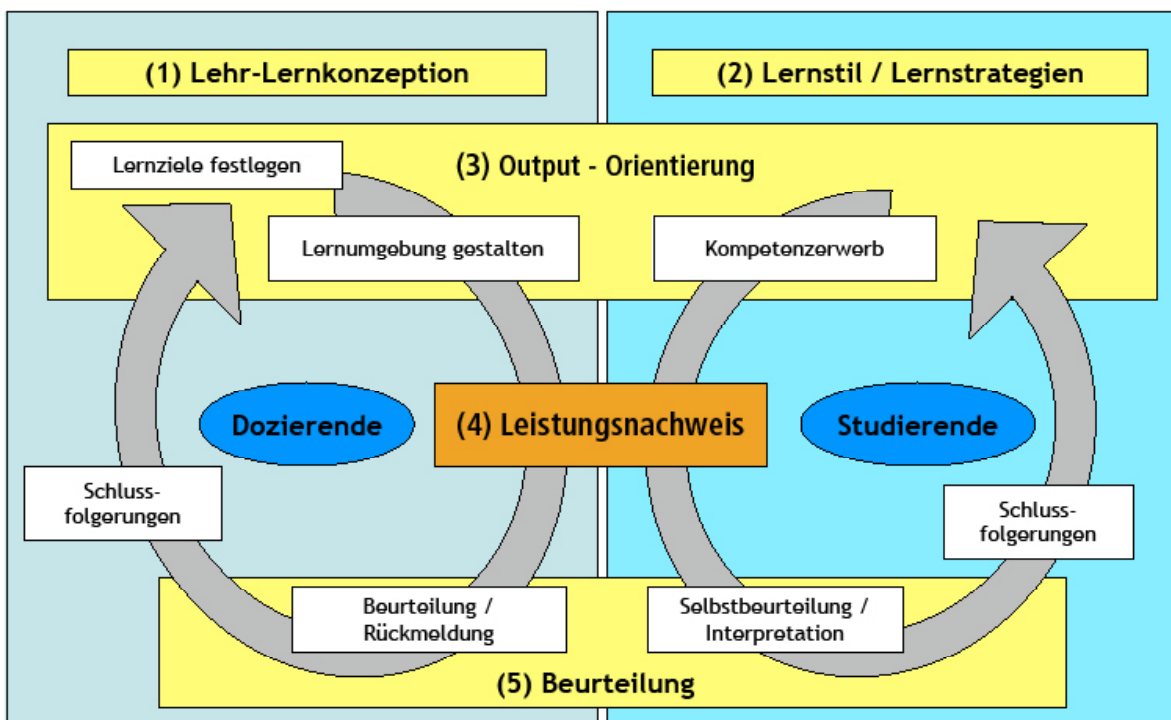 (1) Lehr-Lernkonzeption
(2) Lernstil / Lernstrategien
Lernziele festlegen
(3) Output - Orientierung
Lernumgebung gestalten
Kompetenzerwerb
Dozierende
(4) Leistungsnachweis
Studierende
Schluss-
folgerungen
Schluss-
folgerungen
Beurteilung /
Rückmeldung
Selbstbeurteilung /
Interpretation
(5) Beurteilung